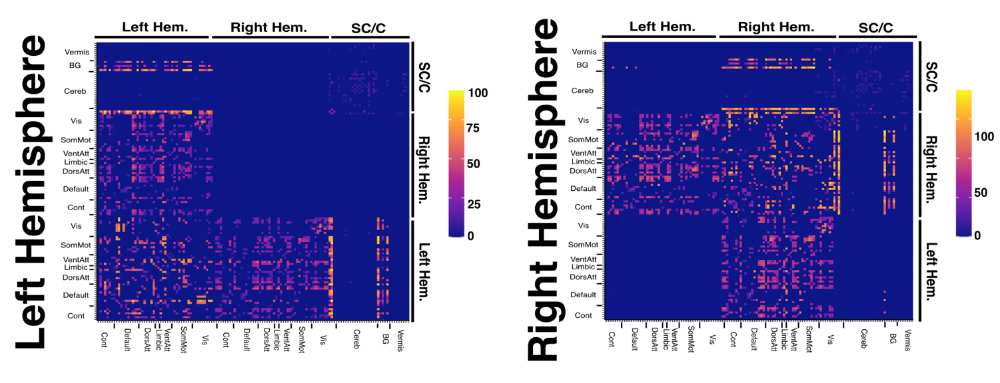 Left Hemisphere
Left Hem.
Right Hem.
SC/C
Vermis
BG
Cereb
Vis
SomMot
VentAtt
Limbic
DorsAtt
Default
Cont
Vis
SomMot
VentAtt
Limbic
DorsAtt
Default
Cont
SC/C
Right Hem.
Left Hem.
Cont
Default
DorsAtt
Limbic
VentAtt
SomMot
Vis
Cont
Default
DorsAtt
Limbic
VentAtt
SomMot
Vis
Cereb
BG
Vermis
100
75
50
25
0
Right Hemisphere
Left Hem.
Right Hem.
SC/C
Vermis
BG
Cereb
Vis
SomMot
VentAtt
Limbic
DorsAtt
Default
Cont
Vis
SomMot
VentAtt
Limbic
DorsAtt
Default
Cont
SC/C
Right Hem.
Left Hem.
Cont
Default
DorsAtt
Limbic
VentAtt
SomMot
Vis
Cont
Default
DorsAtt
Limbic
VentAtt
SomMot
Vis
Cereb
BG
Vermis
100
50
0